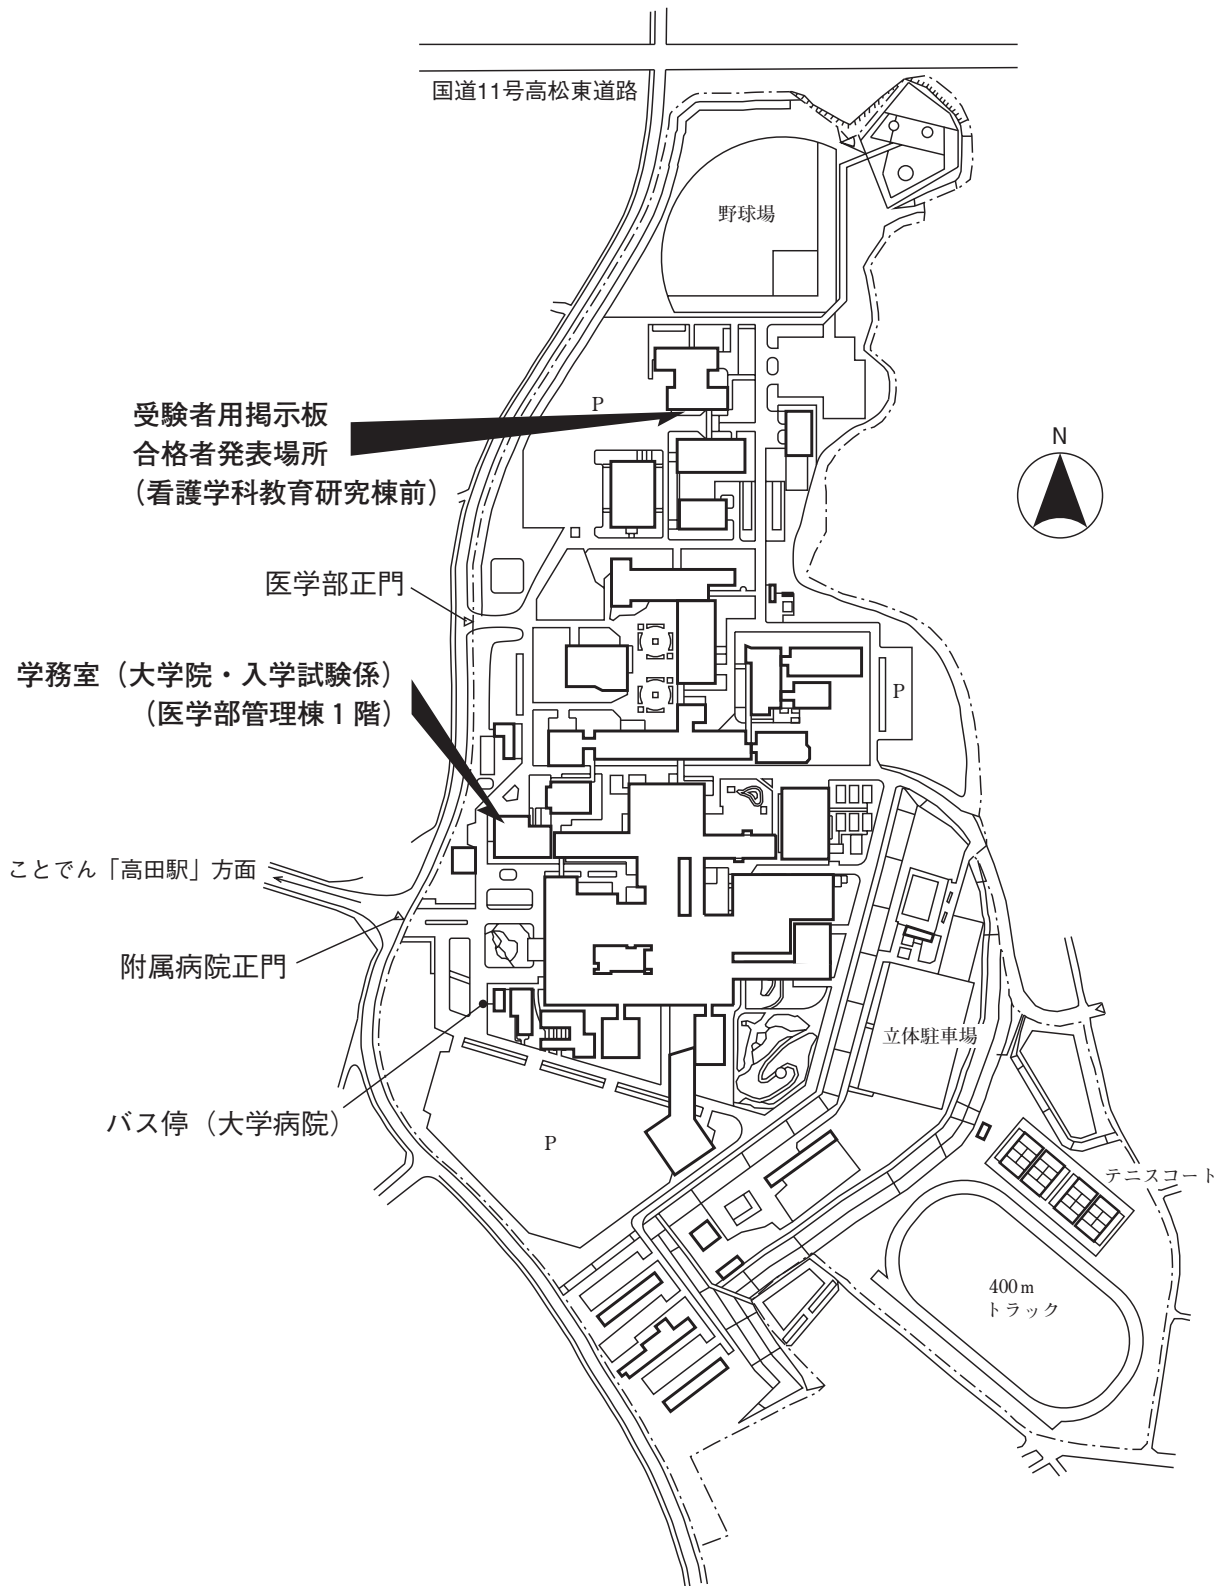 国道11号高松東道路
野球場
受験者用掲示板
合格者発表場所
（看護学科教育研究棟前）
P
N
医学部正門
学務室（大学院・入学試験係）
（医学部管理棟１階）
P
ことでん「高田駅」方面
附属病院正門
立体駐車場
バス停（大学病院）
P
テニスコート
400m
トラック